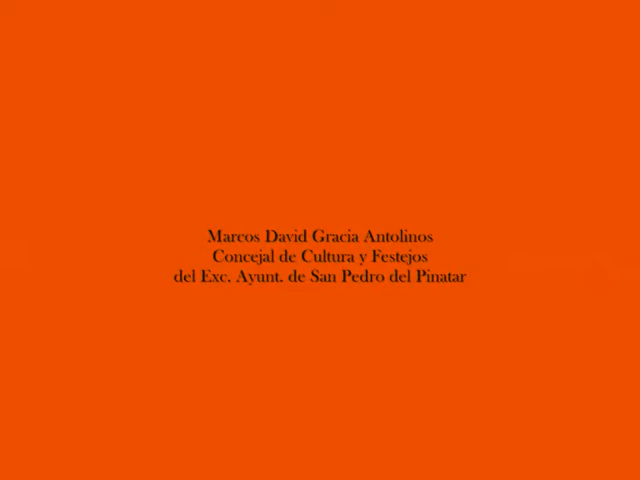 Marcos David Gracia Antolinos
Concejal de Cultura y Festejos
del Exc. Ayunt. de San Pedro del Pinatar